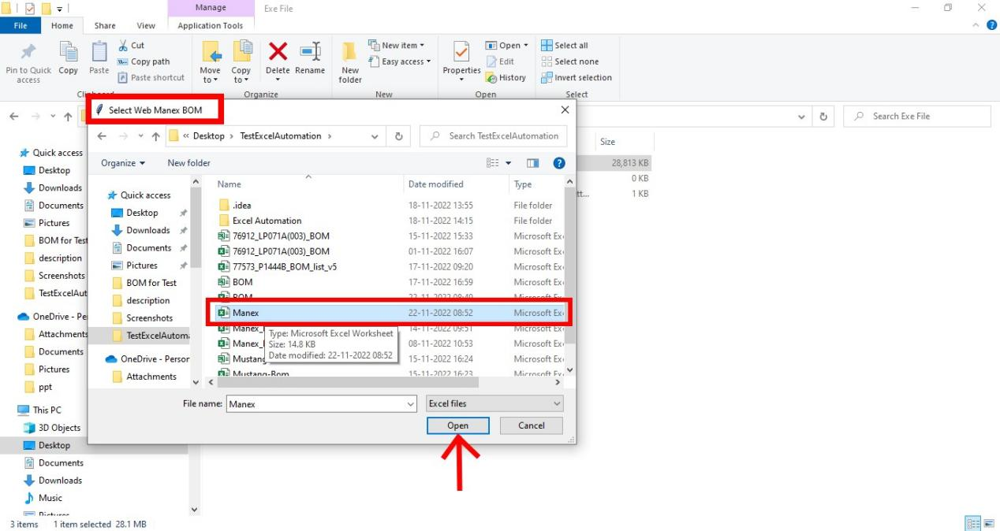 Manage
Exe File
File
Home
Share
View
Application Tools
Pin to Quick access
Copy
Paste
Cut
Copy path
Paste shortcut
Move to
Copy to
Delete
Rename
New folder
New item
Easy access
Properties
Open
Edit
History
Select all
Select none
Invert selection
Organize
New
Open
Select
Select Web Manex BOM
Search Exe File
« Desktop > TestExcelAutomation >
Search TestExcelAutomation
Organize
New folder
Size
28,813 KB
0 KB
1 KB
Quick access
Desktop
Downloads
Documents
Pictures
BOM for Test
description
Screenshots
TestExcelAut
OneDrive - Pe
Attachments
Documents
Pictures
ppt
This PC
3D Objects
Desktop
Documents
Downloads
Music
Quick access
Desktop
Downloads
Documents
Pictures
BOM for Test
description
Screenshots
TestExcelAutoma
OneDrive - Person
Attachments
Name Date modified Type
.idea 18-11-2022 13:55 File folder
Excel Automation 18-11-2022 14:15 File folder
76912_LP071A(003)_BOM 15-11-2022 15:33 Microsoft Ex
76912_LP071A(003)_BOM 01-11-2022 16:07 Microsoft Ex
77573_P1444B_BOM_list_v5 17-11-2022 09:20 Microsoft Ex
BOM 17-11-2022 16:59 Microsoft Ex
BOM 22-11-2022 08:49 Microsoft Ex
Manex 22-11-2022 08:52 Microsoft Ex
Manex_ 14-11-2022 09:51 Microsoft Ex
Manex_ 08-11-2022 10:53 Microsoft Ex
Mustang 15-11-2022 16:24 Microsoft Ex
Mustang-Bom 15-11-2022 16:23 Microsoft Ex
Type: Microsoft Excel Worksheet
Size: 14.8 KB
Date modified: 22-11-2022 08:52
File name: Manex
Excel files
Open
Cancel
3 items 1 item selected 28.1 MB